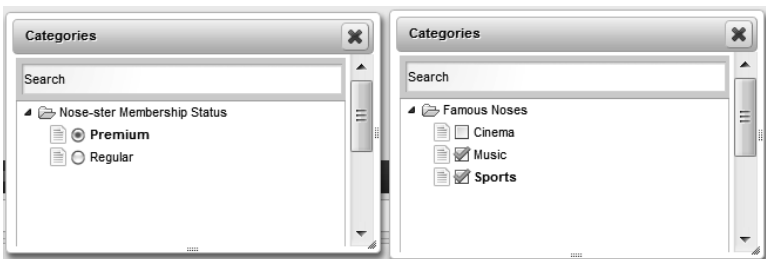 Categories
Search
Nose-ster Membership Status
Premium
Regular
Categories
Search
Famous Noses
Cinema
Music
Sports